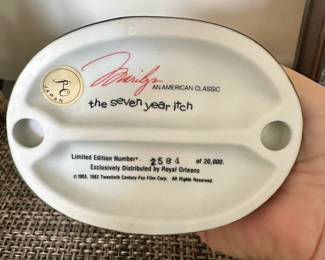 Marilyn
AN AMERICAN CLASSIC
JAPAN
the seven year itch
Limited Edition Number 2584 of 20,000.
Exclusively Distributed by Royal Orleans
©1955, 1982 Twentieth Century-Fox Film Corp. All Rights Reserved.